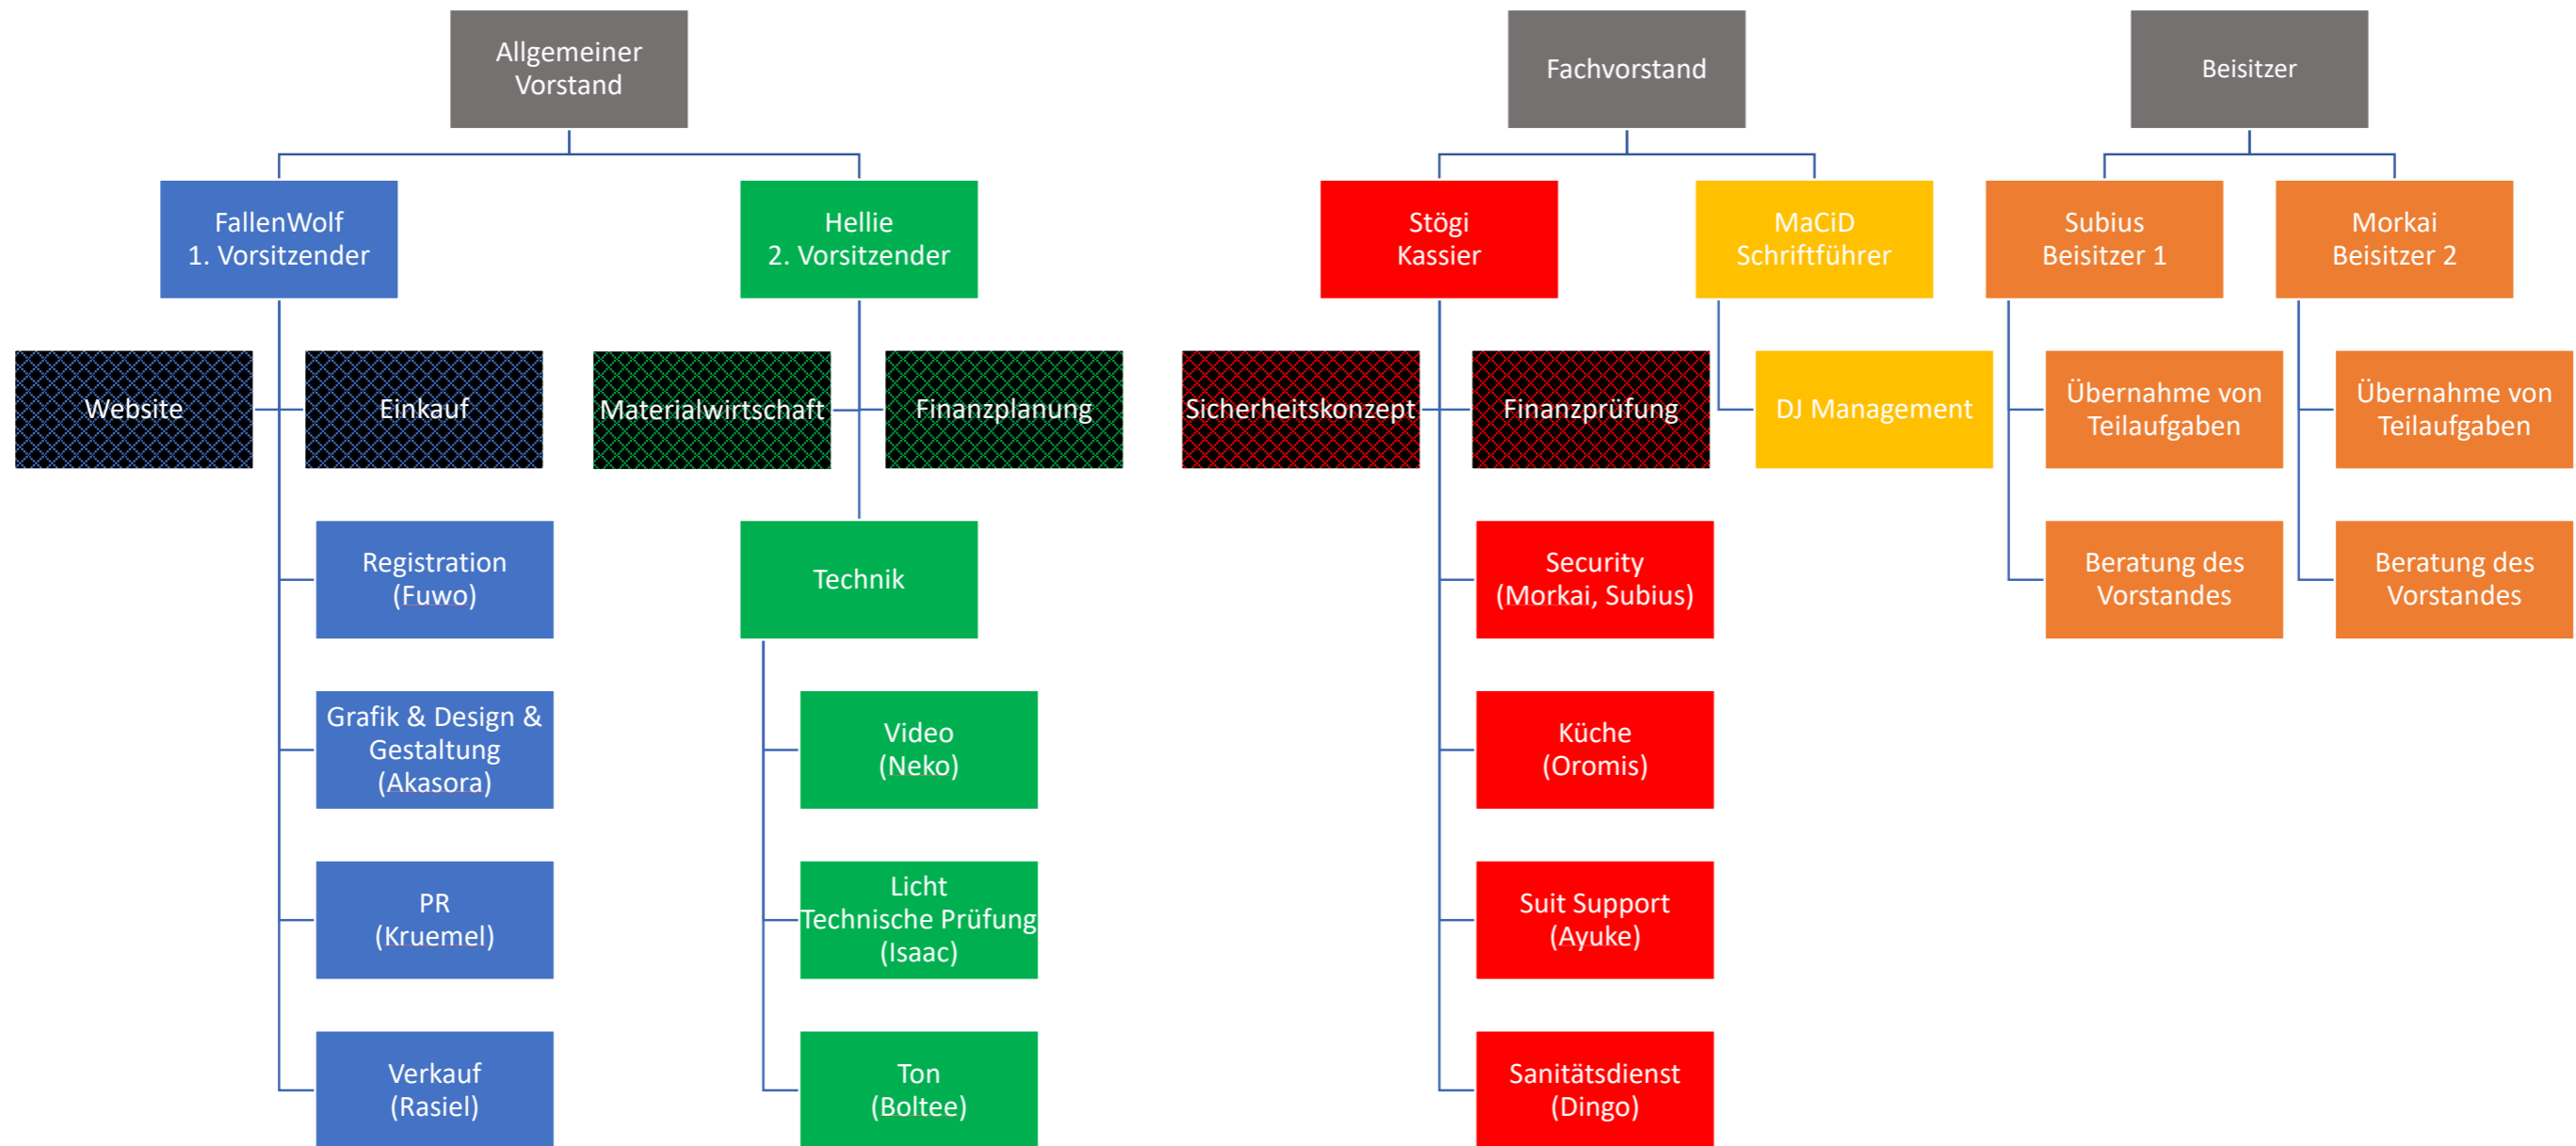 Allgemeiner
Vorstand
Fachvorstand
Beisitzer
FallenWolf
1. Vorsitzender
Hellie
2. Vorsitzender
Stögi
Kassier
MaCiD
Schriftführer
Subius
Beisitzer 1
Morkai
Beisitzer 2
Website
Einkauf
Materialwirtschaft
Finanzplanung
Sicherheitskonzept
Finanzprüfung
DJ Management
Übernahme von
Teilaufgaben
Übernahme von
Teilaufgaben
Registration
(Fuwo)
Technik
Security
(Morkai, Subius)
Beratung des
Vorstandes
Beratung des
Vorstandes
Grafik & Design &
Gestaltung
(Akasora)
Video
(Neko)
Küche
(Oromis)
PR
(Kruemel)
Licht
Technische Prüfung
(Isaac)
Suit Support
(Ayuke)
Verkauf
(Rasiel)
Ton
(Boltee)
Sanitätsdienst
(Dingo)